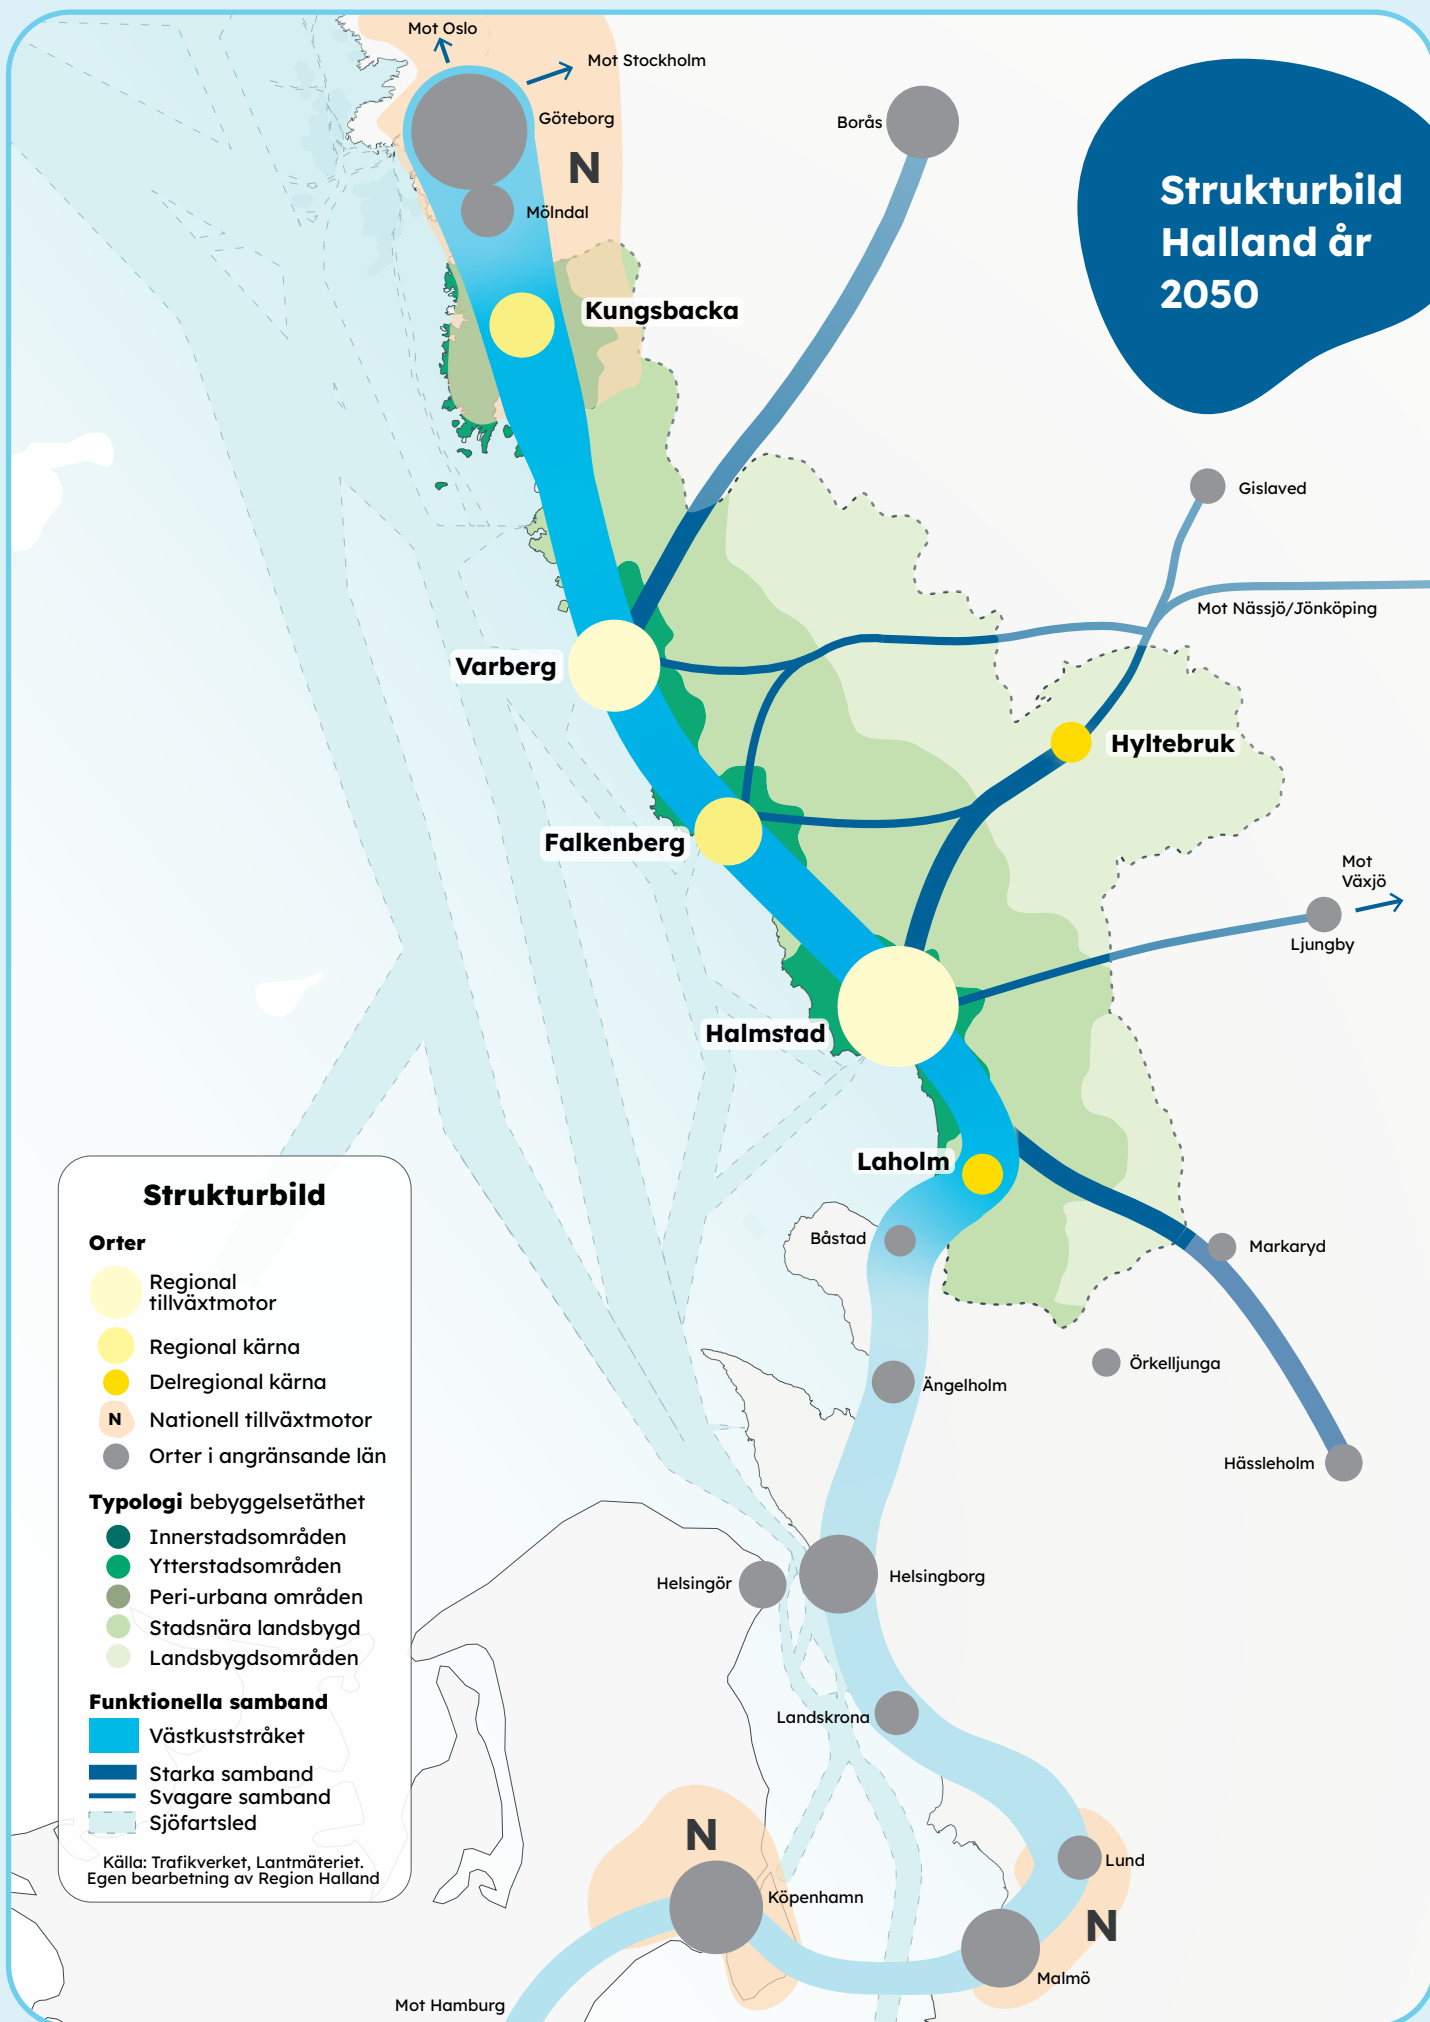 Mot Oslo
Mot Stockholm
Göteborg
Borås
N
Mölndal
Strukturbild
Halland år
2050
Kungsbacka
Gislaved
Mot Nässjö/Jönköping
Varberg
Hyltebruk
Falkenberg
Mot
Växjö
Ljungby
Halmstad
Laholm
Båstad
Markaryd
Örkelljunga
Ängelholm
Hässleholm
Helsingör
Helsingborg
Landskrona
N
Lund
Köpenhamn
N
Malmö
Mot Hamburg
Strukturbild
Orter
Regional
tillväxtmotor
Regional kärna
Delregional kärna
N Nationell tillväxtmotor
Orter i angränsande län
Typologi bebyggelsetäthet
Innerstadsområden
Ytterstadsområden
Peri-urbana områden
Stadsnära landsbygd
Landsbygdsområden
Funktionella samband
Västkuststråket
Starka samband
Svagare samband
Sjöfartsled
Källa: Trafikverket, Lantmäteriet.
Egen bearbetning av Region Halland